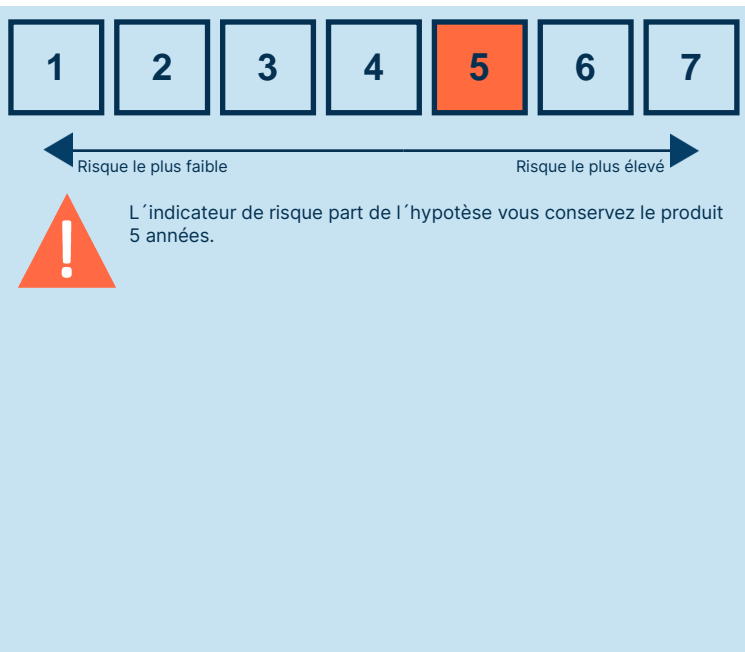 1 2 3 4 5 6 7
Risque le plus faible Risque le plus élevé
!
L´indicateur de risque part de l´hypotèse vous conservez le produit
5 années.